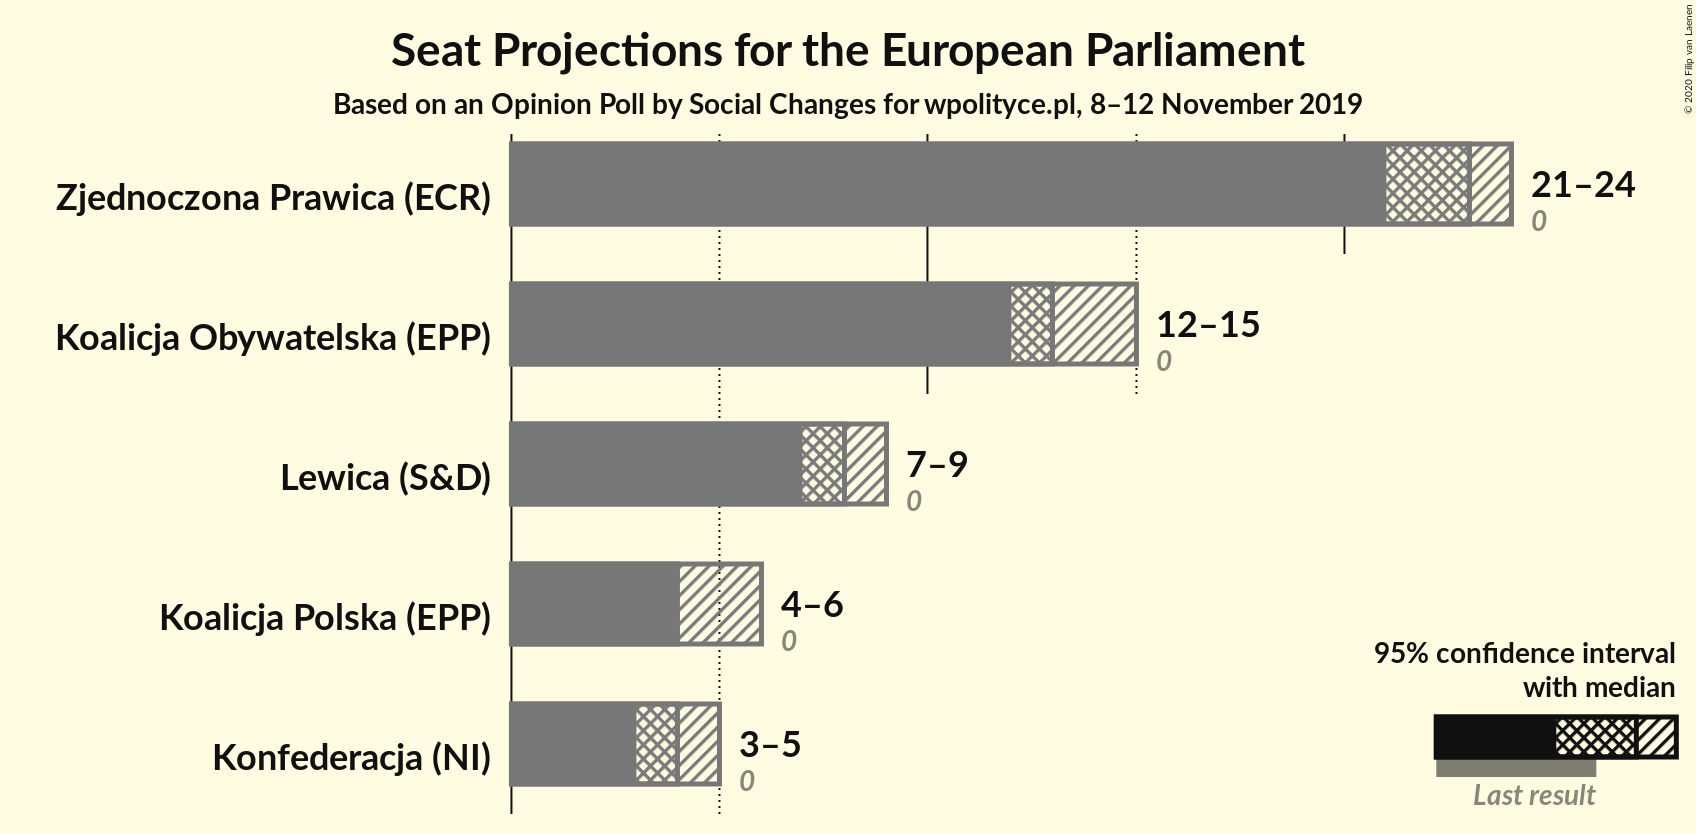 Seat Projections for the European Parliament
Based on an Opinion Poll by Social Changes for wpolityce.pl, 8–12 November 2019
© 2020 Filip van Laenen
Zjednoczona Prawica (ECR)
21–24
0
Koalicja Obywatelska (EPP)
12–15
0
Lewica (S&D)
7–9
0
Koalicja Polska (EPP)
4–6
0
Konfederacja (NI)
3–5
0
95% confidence interval
with median
Last result